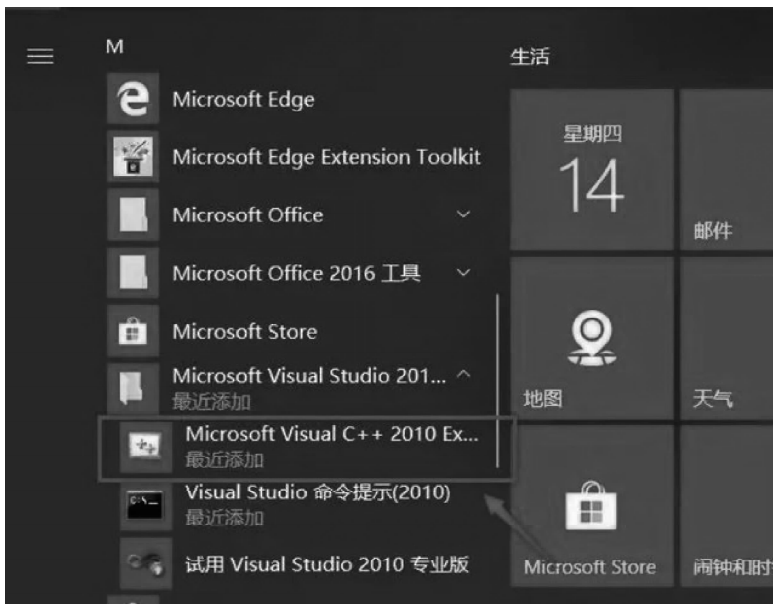 M
Microsoft Edge
Microsoft Edge Extension Toolkit
Microsoft Office
Microsoft Office 2016 工具
Microsoft Store
Microsoft Visual Studio 201...
最近添加
Microsoft Visual C++ 2010 Ex...
最近添加
Visual Studio 命令提示(2010)
最近添加
试用 Visual Studio 2010 专业版
生活
星期四
14
邮件
地图
天气
Microsoft Store
闹钟和时